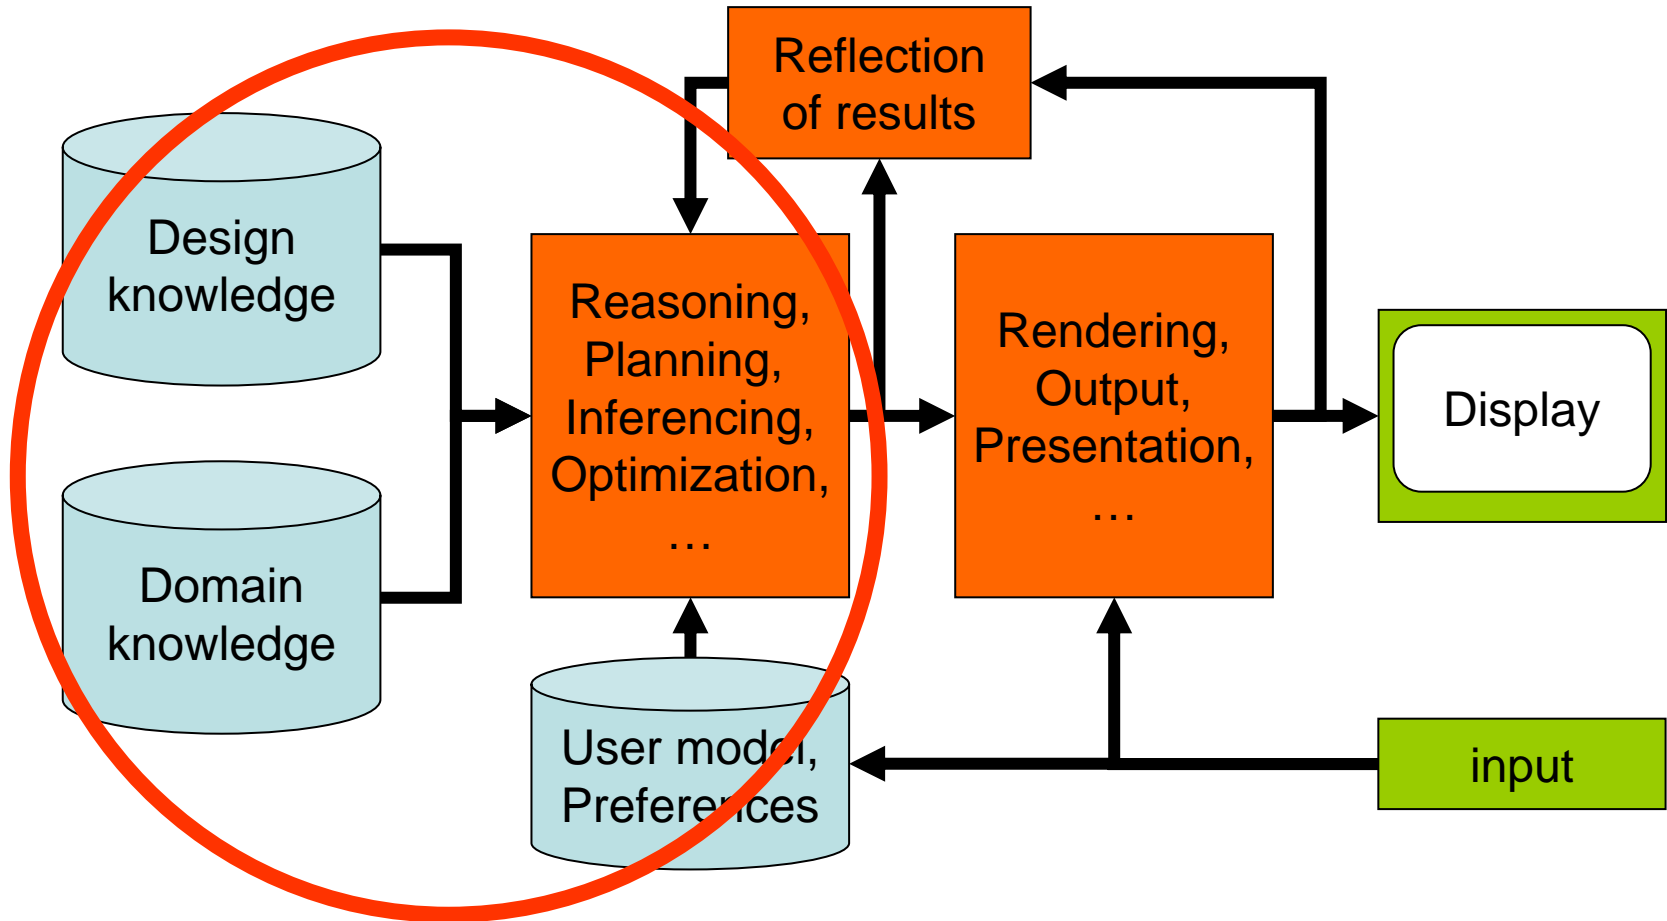 Reflection
of results
Design
knowledge
Reasoning,
Planning,
Inferencing,
Optimization,
…
Rendering,
Output,
Presentation,
…
Display
Domain
knowledge
User model,
Preferences
input